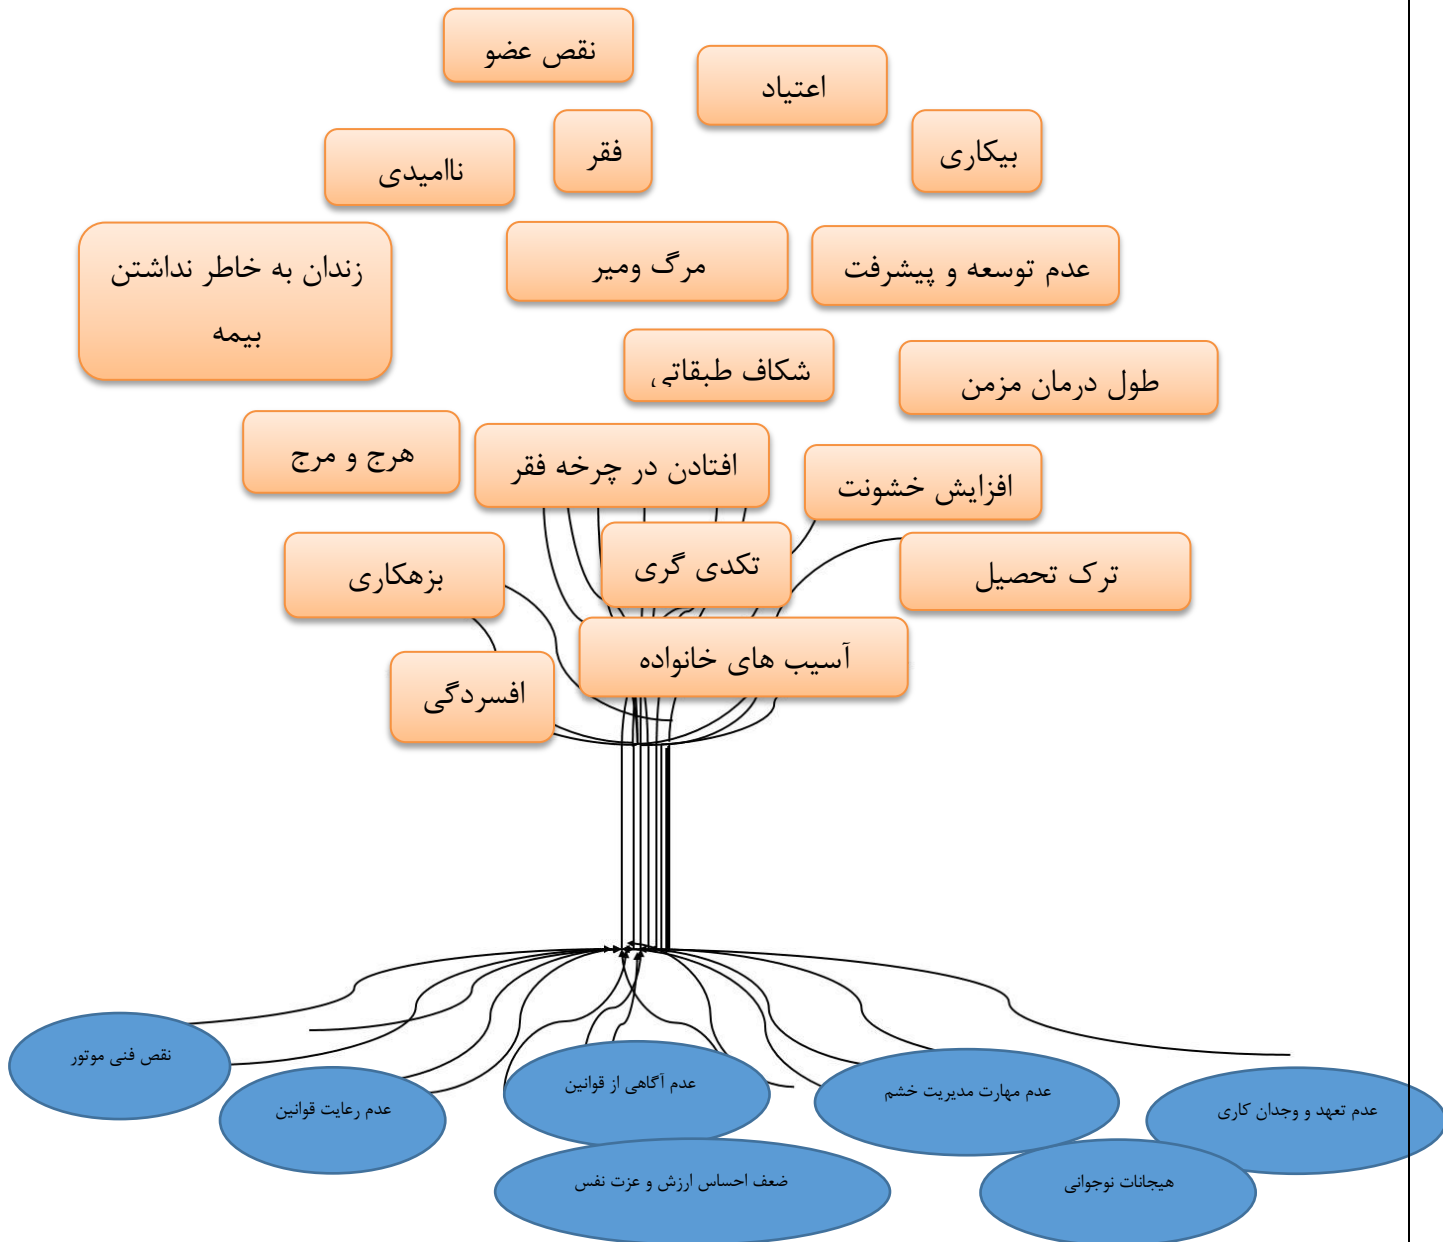 نقص عضو
اعتیاد
بیکاری
فقر
ناامیدی
عدم توسعه و پیشرفت
مرگ ومیر
زندان به خاطر نداشتن
بیمه
شکاف طبقاتی
طول درمان مزمن
هرج و مرج
افتادن در چرخه فقر
افزایش خشونت
بزهکاری
تکدی گری
ترک تحصیل
آسیب های خانواده
افسردگی
نقص فنی موتور
عدم رعایت قوانین
عدم آگاهی از قوانین
عدم مهارت مدیریت خشم
عدم تعهد و وجدان کاری
ضعف احساس ارزش و عزت نفس
هیجانات نوجوانی